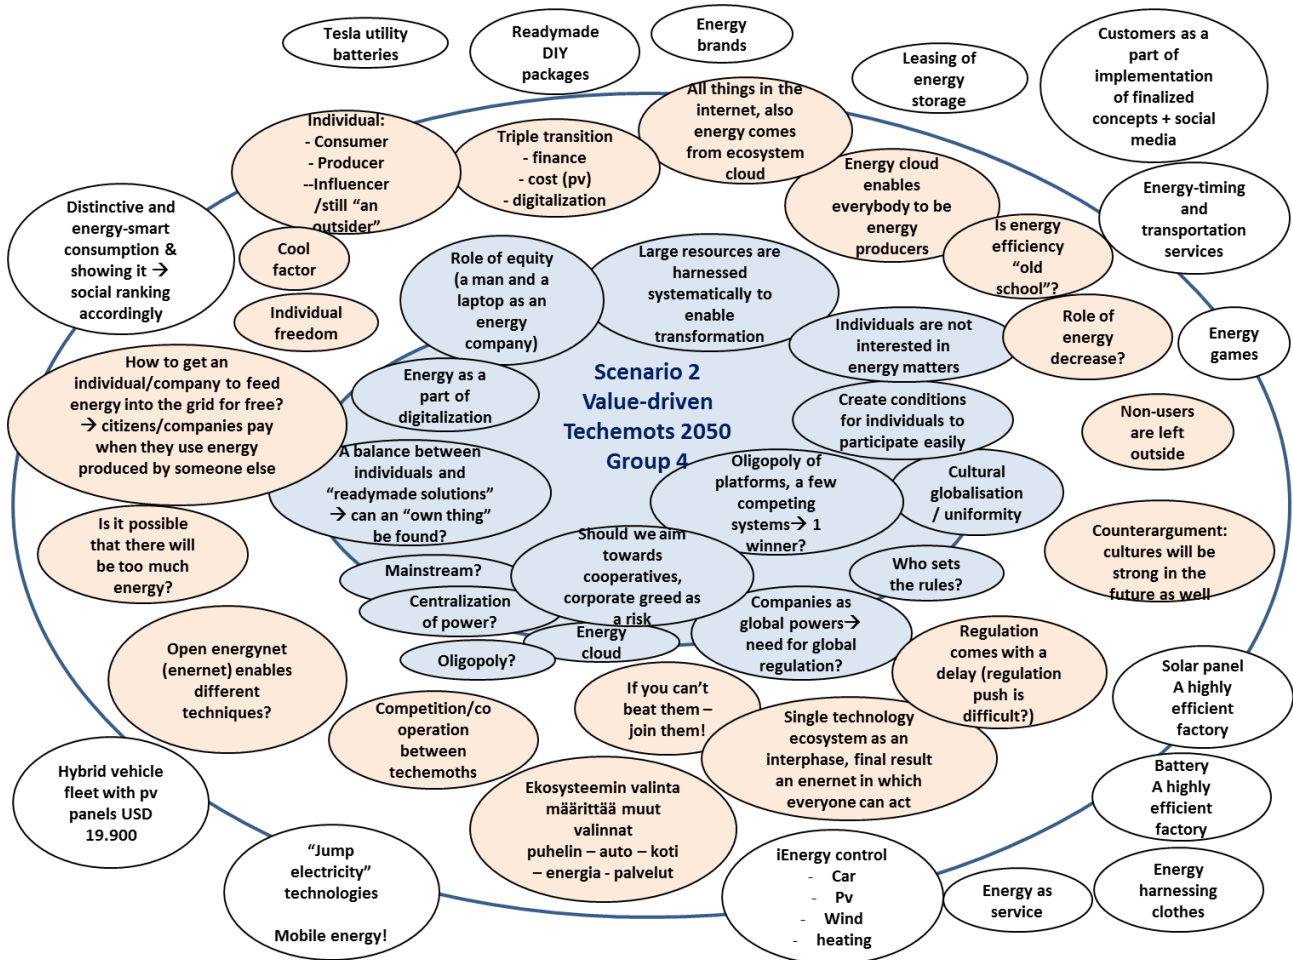 Tesla utility
batteries
Readymade
DIY
packages
Energy
brands
Leasing of
energy
storage
Customers as a
part of
implementation
of finalized
concepts + social
media
Individual:
- Consumer
- Producer
--Influencer
/still “an
outsider”
Triple transition
- finance
- cost (pv)
- digitalization
All things in the
internet, also
energy comes
from ecosystem
cloud
Energy cloud
enables
everybody to be
energy
producers
Energy-timing
and
transportation
services
Distinctive and
energy-smart
consumption &
showing it →
social ranking
accordingly
Cool
factor
Individual
freedom
Role of equity
(a man and a
laptop as an
energy
company)
Large resources are
harnessed
systematically to
enable
transformation
Is energy
efficiency
“old
school”?
Individuals are not
interested in
energy matters
Role of
energy
decrease?
Energy
games
How to get an
individual/company to feed
energy into the grid for free?
→ citizens/companies pay
when they use energy
produced by someone else
Energy as a
part of
digitalization
Scenario 2
Value-driven
Techemots 2050
Group 4
Create conditions
for individuals to
participate easily
Non-users
are left
outside
A balance between
individuals and
“readymade solutions”
→ can an “own thing”
be found?
Oligopoly of
platforms, a few
competing
systems→ 1
winner?
Cultural
globalisation
/ uniformity
Is it possible
that there will
be too much
energy?
Mainstream?
Should we aim
towards
cooperatives,
corporate greed as
a risk
Who sets
the rules?
Counterargument:
cultures will be
strong in the
future as well
Centralization
of power?
Energy
cloud
Oligopoly?
Companies as
global powers→
need for global
regulation?
Regulation
comes with a
delay (regulation
push is
difficult?)
Open energynet
(enernet) enables
different
techniques?
Competition/co
operation
between
techemoths
If you can’t
beat them –
join them!
Single technology
ecosystem as an
interphase, final result
an enernet in which
everyone can act
Solar panel
A highly
efficient
factory
Hybrid vehicle
fleet with pv
panels USD
19.900
Ekosysteemin valinta
määrittää muut
valinnat
puhelin – auto – koti
– energia - palvelut
Battery
A highly
efficient
factory
“Jump
electricity”
technologies
Mobile energy!
iEnergy control
- Car
- Pv
- Wind
- heating
Energy as
service
Energy
harnessing
clothes